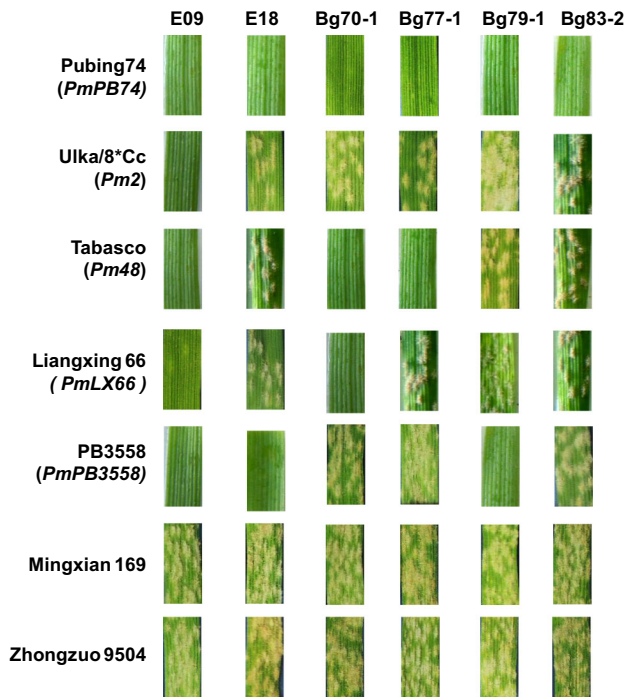 E09 E18 Bg70-1 Bg77-1 Bg79-1 Bg83-2
Pubing74
(PmPB74)
Ulka/8*Cc
(Pm2)
Tabasco
(Pm48)
Liangxing 66
( PmLX66 )
PB3558
(PmPB3558)
Mingxian 169
Zhongzuo 9504